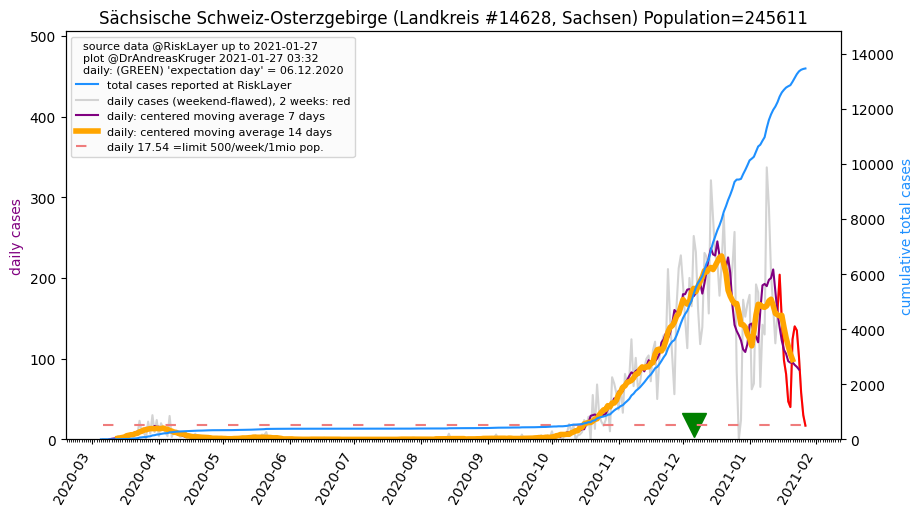 Sächsische Schweiz-Osterzgebirge (Landkreis #14628, Sachsen) Population=245611
source data @RiskLayer up to 2021-01-27
plot @DrAndreasKruger 2021-01-27 03:32
daily: (GREEN) 'expectation day' = 06.12.2020
total cases reported at RiskLayer
daily cases (weekend-flawed), 2 weeks: red
daily: centered moving average 7 days
daily: centered moving average 14 days
daily 17.54 =limit 500/week/1mio pop.
daily cases
500
400
300
200
100
0
14000
12000
10000
8000
6000
4000
2000
0
cumulative total cases
2020-03
2020-04
2020-05
2020-06
2020-07
2020-08
2020-09
2020-10
2020-11
2020-12
2021-01
2021-02